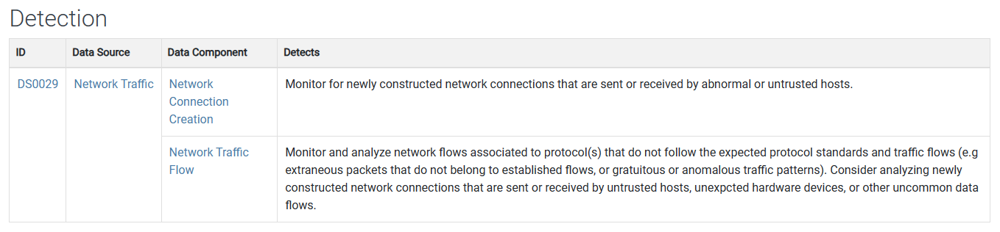 Detection
ID Data Source Data Component Detects
DS0029 Network Traffic Network Connection Creation Monitor for newly constructed network connections that are sent or received by abnormal or untrusted hosts.
Network Traffic Flow Monitor and analyze network flows associated to protocol(s) that do not follow the expected protocol standards and traffic flows (e.g
extraneous packets that do not belong to established flows, or gratuitous or anomalous traffic patterns). Consider analyzing newly
constructed network connections that are sent or received by untrusted hosts, unexpcted hardware devices, or other uncommon data
flows.